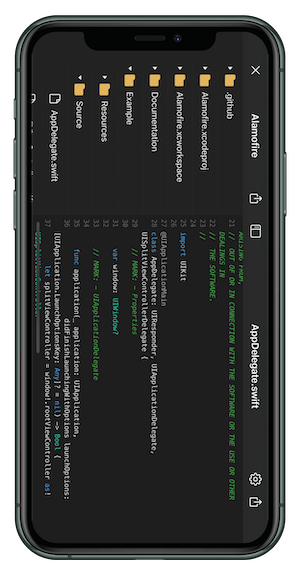 Alamofire
.github
Alamofire.xcodeproj
Alamofire.xcworkspace
Documentation
Example
Resources
Source
AppDelegate.swift
AppDelegate.swift
ARISING FROM,
21 // OUT OF OR IN CONNECTION WITH THE SOFTWARE OR THE USE OR OTHER
DEALINGS IN
22 // THE SOFTWARE.
23 //
24
25 import UIKit
26
27 @UIApplicationMain
28 class AppDelegate: UIResponder, UIApplicationDelegate,
UISplitViewControllerDelegate {
29 // MARK: - Properties
30
31 var window: UIWindow?
32
33 // MARK: - UIApplicationDelegate
34
35 func application(_ application: UIApplication,
36 didFinishLaunchingWithOptions launchOptions:
[UIApplication.LaunchOptionsKey: Any]? = nil) -> Bool {
37 let splitViewController = window!.rootViewController as!